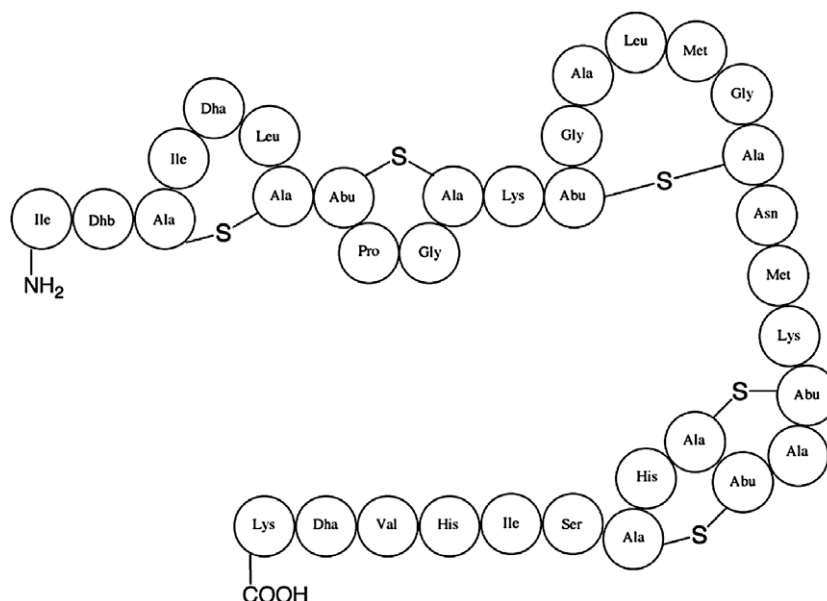 Ile
NH2
Dhb
Ala
Ile
Dha
Leu
Ala
S
Abu
Pro
Gly
Ala
S
Lys
Abu
Gly
Ala
Leu
Met
Gly
Ala
S
Asn
Met
Lys
Abu
Ala
Abu
Ala
S
His
Ala
S
Ser
Ile
His
Val
Dha
Lys
COOH